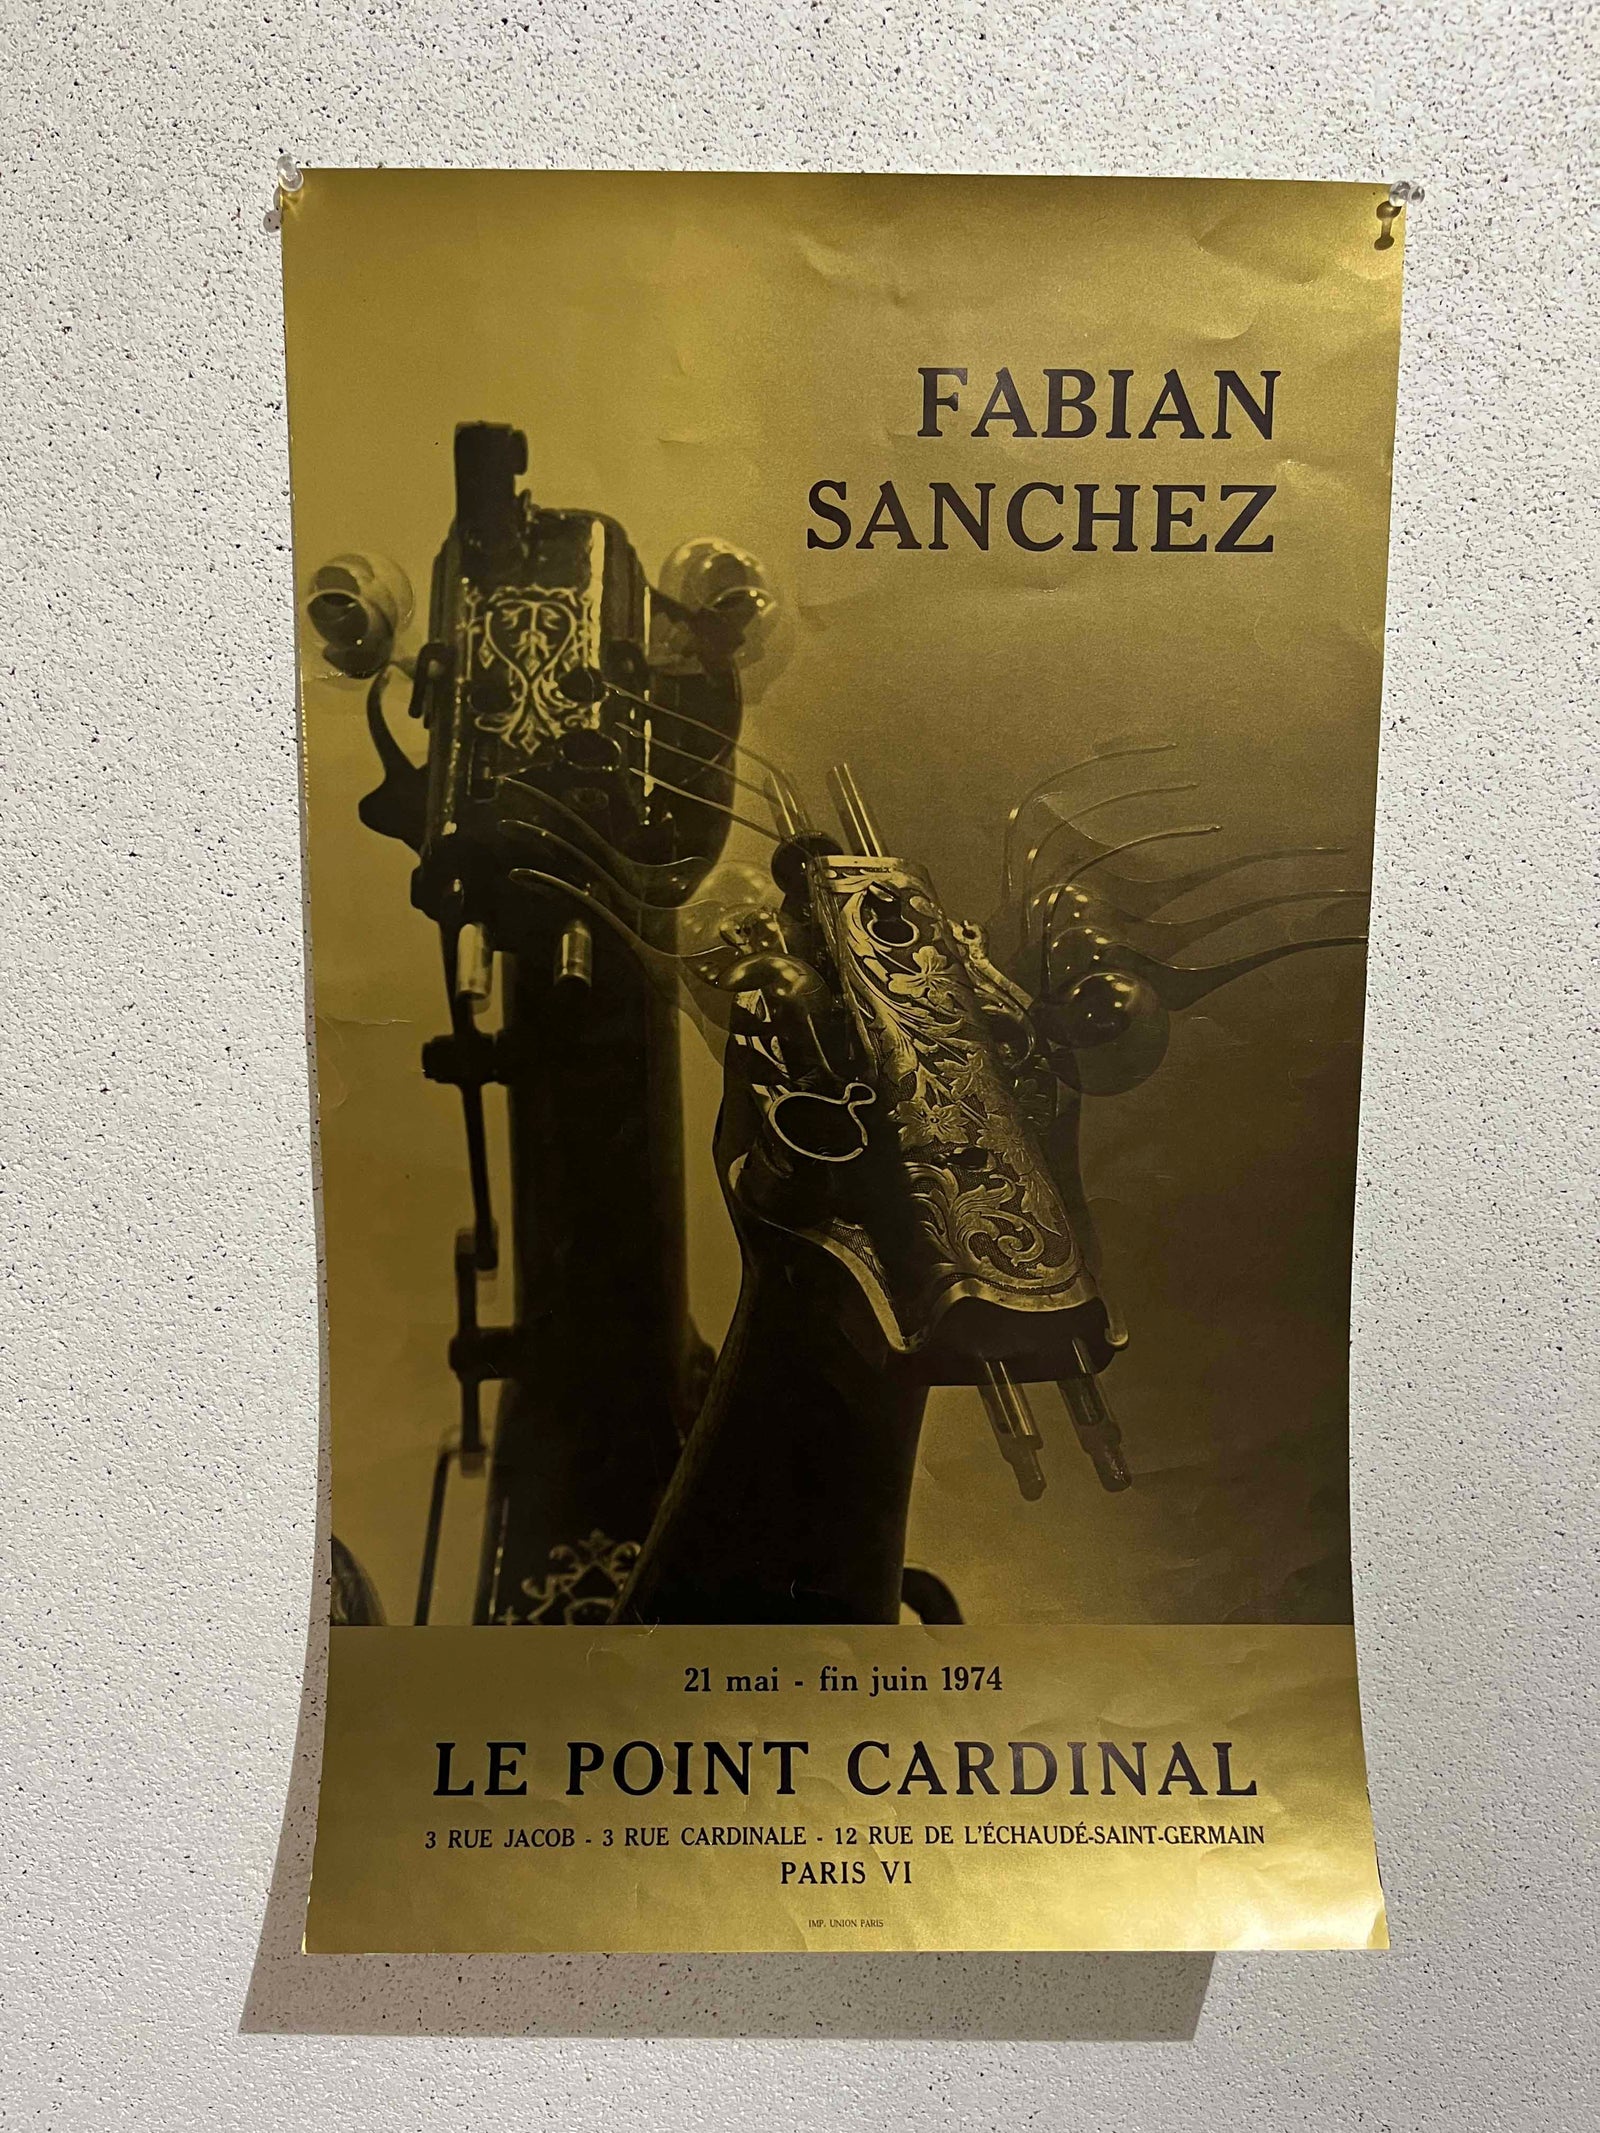 FABIAN
SANCHEZ
21 mai - fin juin 1974
LE POINT CARDINAL
3 RUE JACOB - 3 RUE CARDINALE - 12 RUE DE L'ÉCHAUDÉ-SAINT-GERMAIN
PARIS VI
IMP. UNION PARIS